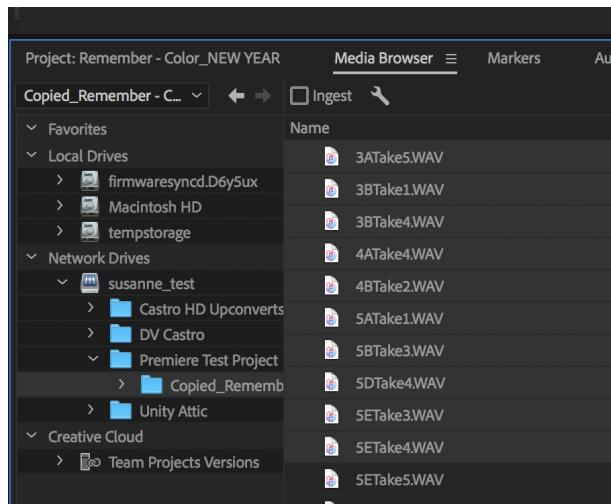 Project: Remember - Color_NEW YEAR
Media Browser
Markers
Au
Copied_Remember - C...
Ingest
Favorites
Local Drives
firmwaresyncd.D6y5ux
Macintosh HD
tempstorage
Network Drives
susanne_test
Castro HD Upconverts
DV Castro
Premiere Test Project
Copied_Rememb
Unity Attic
Creative Cloud
Team Projects Versions
Name
3ATake5.WAV
3BTake1.WAV
3BTake4.WAV
4ATake4.WAV
4BTake2.WAV
5ATake1.WAV
5BTake3.WAV
5DTake4.WAV
5ETake3.WAV
5ETake4.WAV
5ETake5.WAV